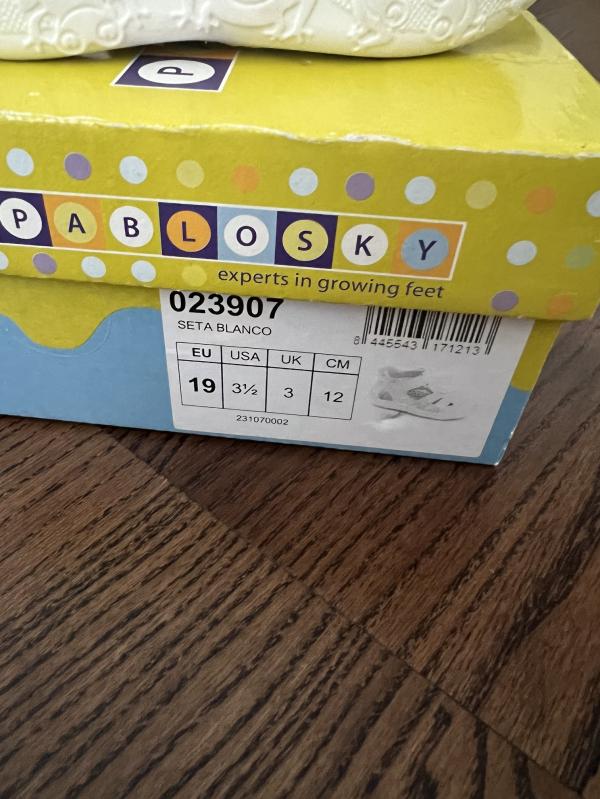 P
PABLOSKY
experts in growing feet
023907
SETA BLANCO
8 445543 171213
EU USA UK CM
19 3½ 3 12
231070002